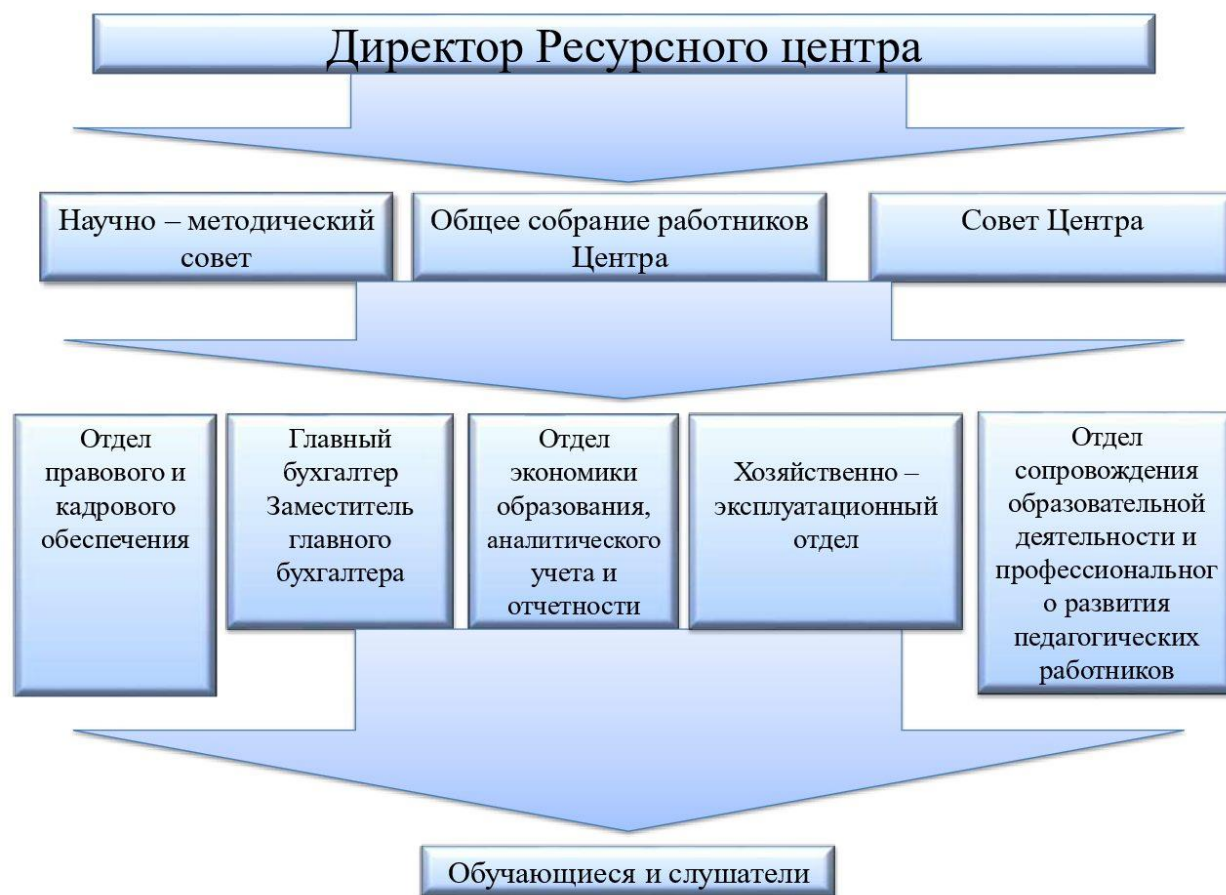 Директор Ресурсного центра
Научно – методический
совет
Общее собрание работников
Центра
Совет Центра
Отдел
правового и
кадрового
обеспечения
Главный
бухгалтер
Заместитель
главного
бухгалтера
Отдел
экономики
образования,
аналитического
учета и
отчетности
Хозяйственно –
эксплуатационный
отдел
Отдел
сопровождения
образовательной
деятельности и
профессиональног
о развития
педагогических
работников
Обучающиеся и слушатели